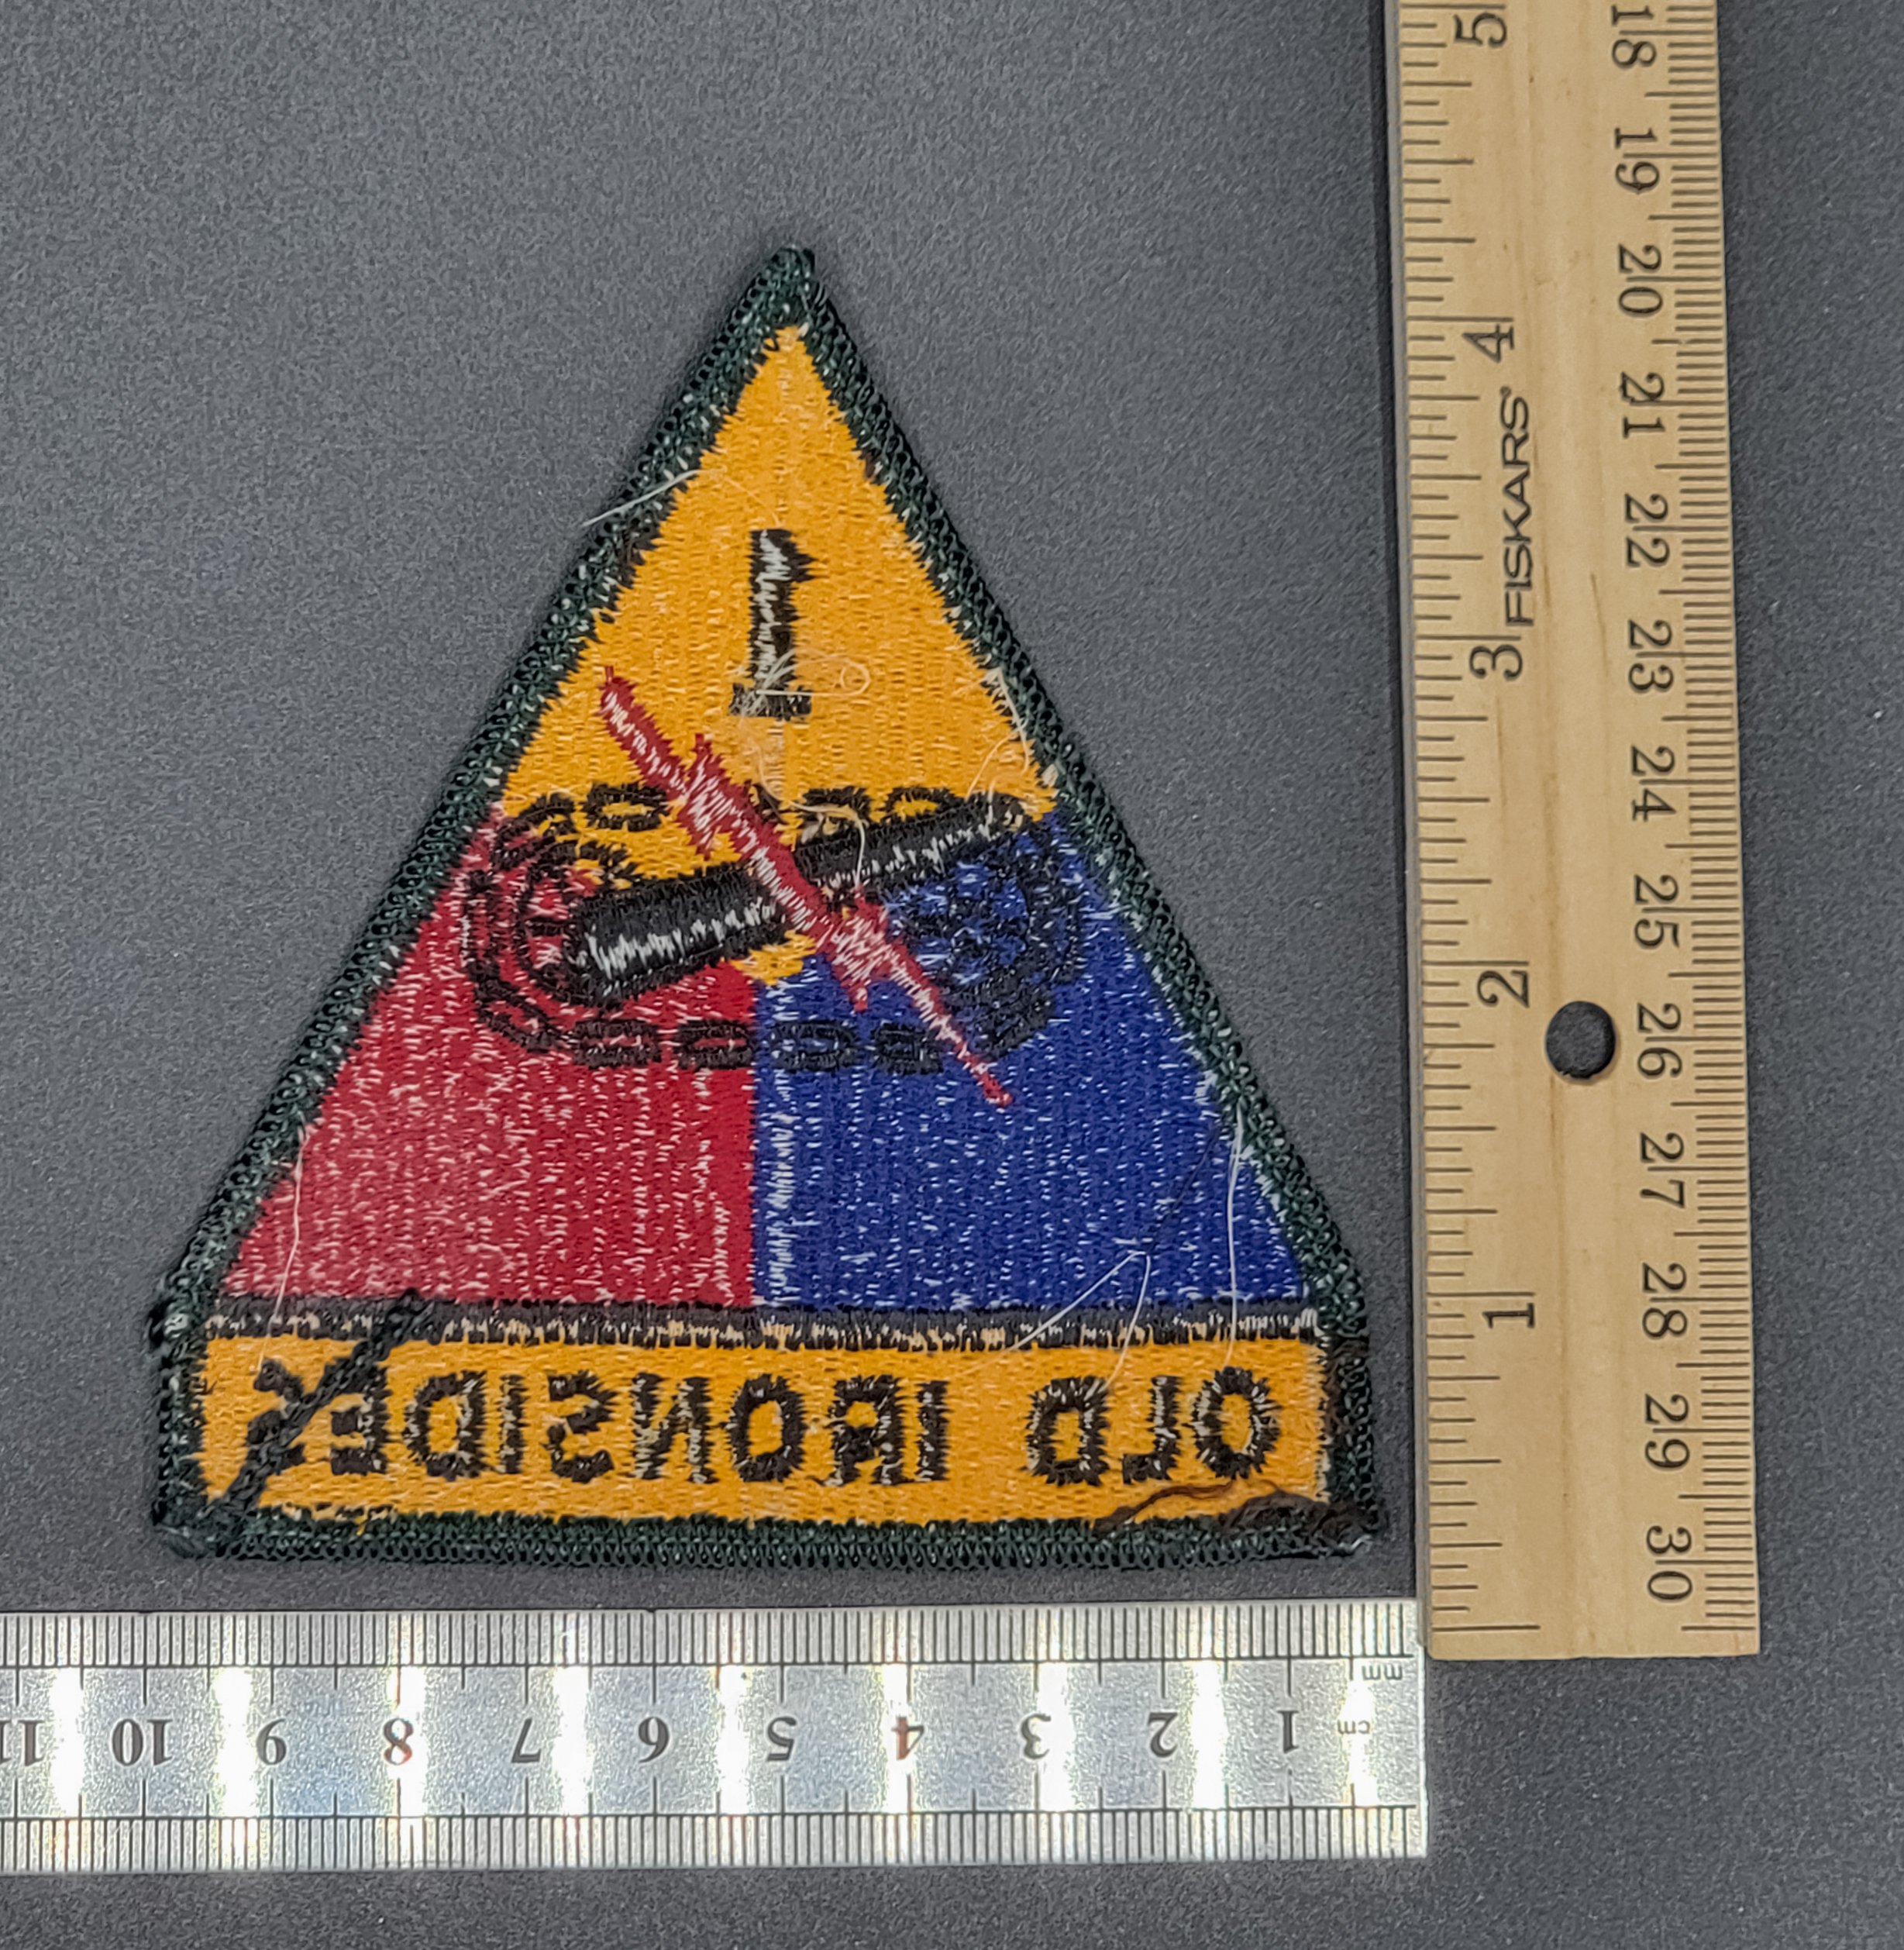 1
OLD IRONSIDES
5 4 3 2 1
FISKARS
18 19 20 21 22 23 24 25 26 27 28 29 30
mm
11 10 9 8 7 6 5 4 3 2 1 cm